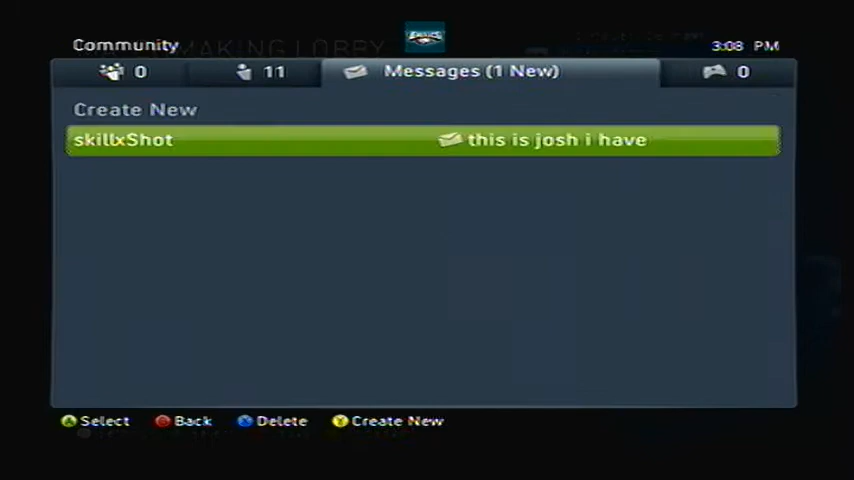 Community
3:08 PM
0
11
Messages (1 New)
0
Create New
skillxShot this is josh i have
A Select B Back X Delete Y Create New